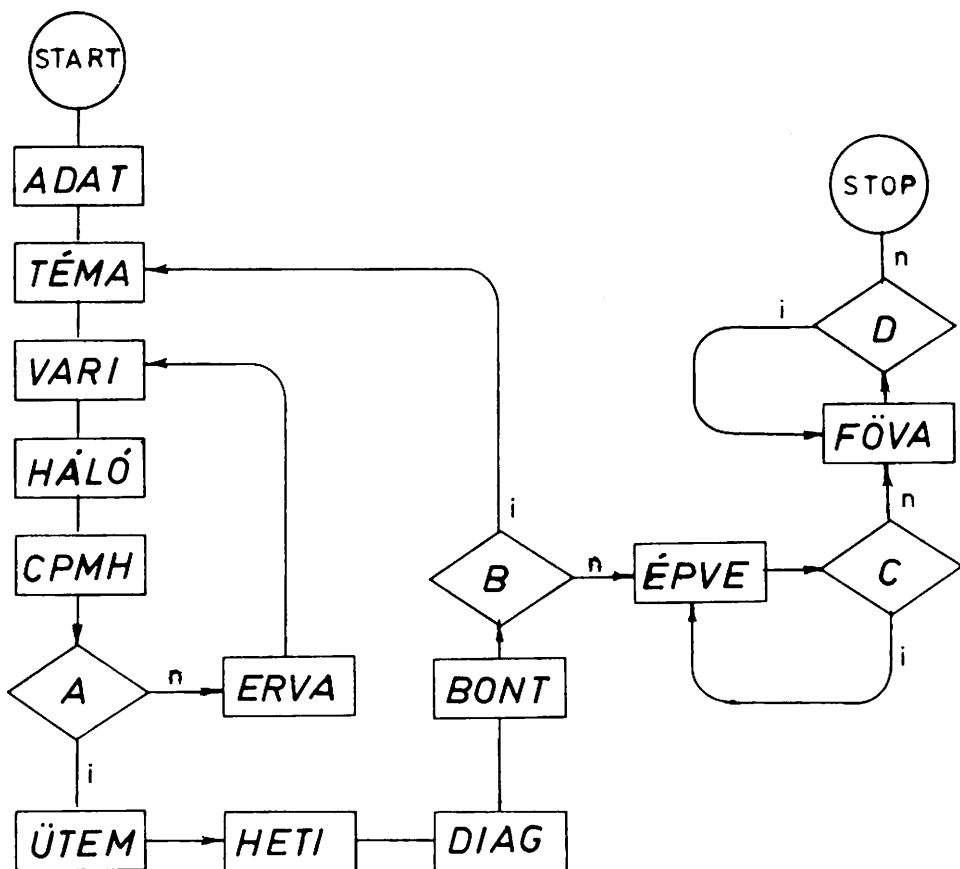 START
ADAT
TÉMA
VARI
HÁLÓ
CPMH
A
n
ERVA
i
ÜTEM
HETI
DIAG
BONT
B
i
n
ÉPVE
C
i
n
FÖVA
D
i
n
STOP